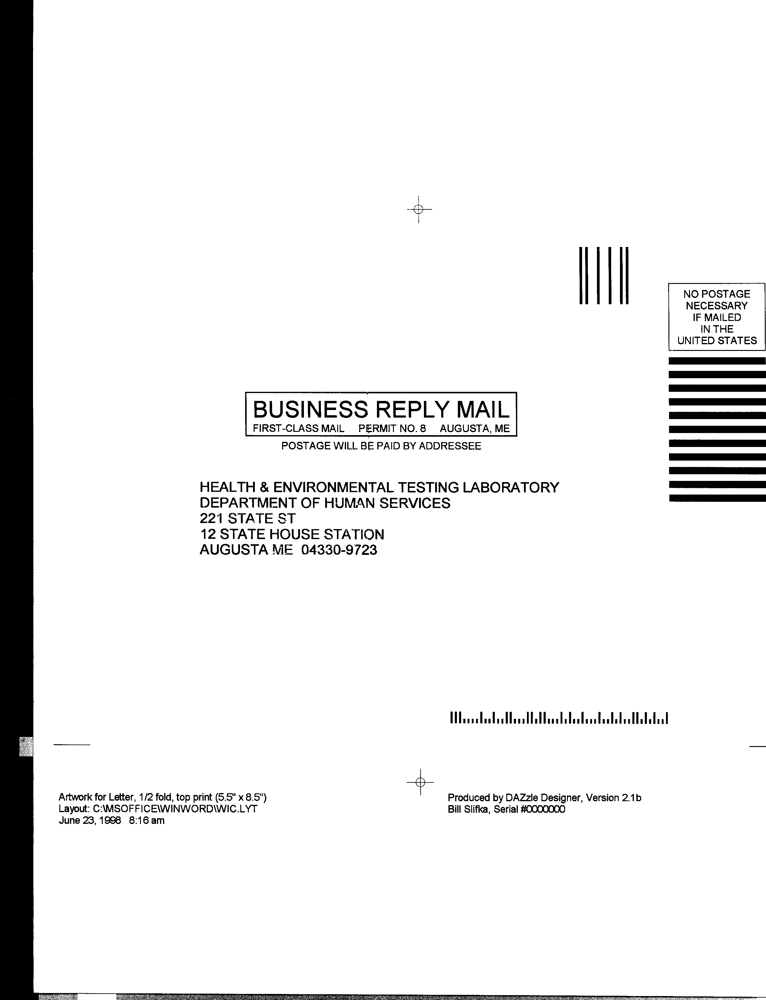 NO POSTAGE
NECESSARY
IF MAILED
IN THE
UNITED STATES
BUSINESS REPLY MAIL
FIRST-CLASS MAIL PERMIT NO. 8 AUGUSTA, ME
POSTAGE WILL BE PAID BY ADDRESSEE
HEALTH & ENVIRONMENTAL TESTING LABORATORY
DEPARTMENT OF HUMAN SERVICES
221 STATE ST
12 STATE HOUSE STATION
AUGUSTA ME 04330-9723
Artwork for Letter, 1/2 fold, top print (5.5" x 8.5")
Layout: C:\MSOFFICE\WINWORD\WIC.LYT
June 23, 1998 8:16 am
Produced by DAZzle Designer, Version 2.1b
Bill Slifka, Serial #0000000